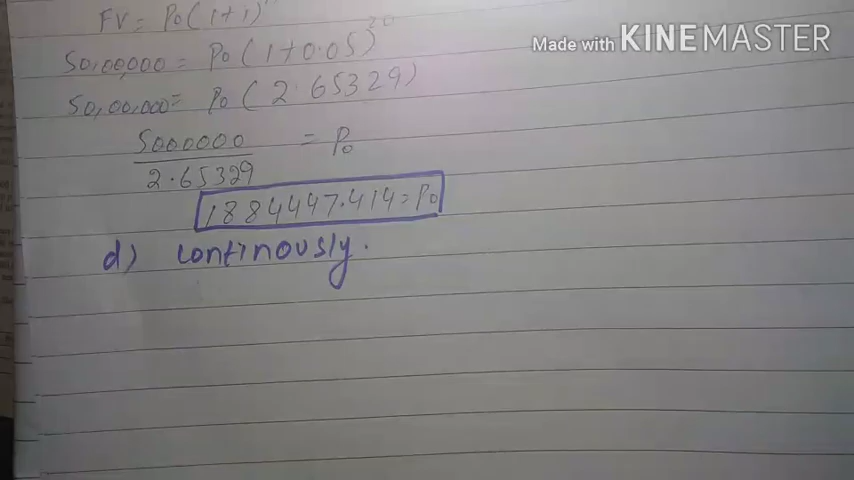 FV = P₀(1+i)ⁿ
50,00,000 = P₀(1+0.05)²⁰
50,00,000 = P₀(2.65329)
5000000 / 2.65329 = P₀
1884447.414 = P₀
d) continously.
Made with KINEMASTER